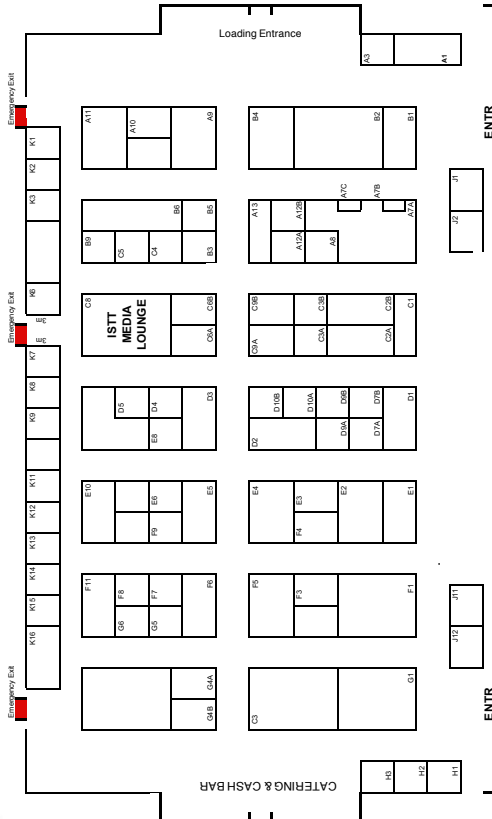 Loading Entrance
A3
A1
Emergency Exit
A11
A10
A9
B4
B2
B1
ENTR
K1
K2
K3
J1
J2
B6
B5
B9
C5
C4
B3
A13
A12B
A7C
A7B
A7A
A12A
A8
K6
C8
ISTT
MEDIA
LOUNGE
C6B
C6A
C9B
C3B
C2B
C1
C9A
C3A
C2A
Emergency Exit
K7
K8
K9
D5
D4
D3
E8
D10B
D10A
D9B
D7B
D1
D2
D9A
D7A
K11
K12
K13
E10
E6
E5
F9
E4
E3
E2
E1
F4
K14
K15
K16
F11
F8
F7
F6
G6
G5
F5
F3
F1
J11
J12
Emergency Exit
G4A
G4B
C3
G1
ENTR
CATERING & CASH BAR
H3
H2
H1